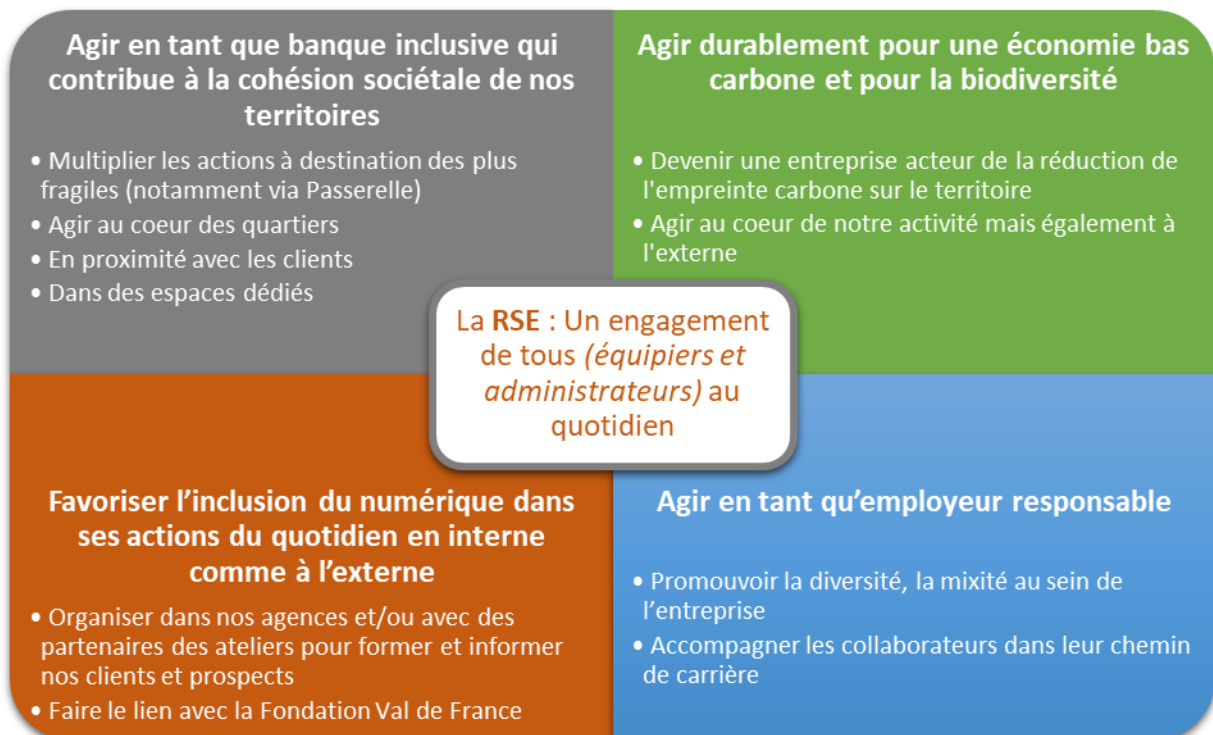 Agir en tant que banque inclusive qui
contribue à la cohésion sociétale de nos
territoires
• Multiplier les actions à destination des plus
fragiles (notamment via Passerelle)
• Agir au coeur des quartiers
• En proximité avec les clients
• Dans des espaces dédiés
Agir durablement pour une économie bas
carbone et pour la biodiversité
• Devenir une entreprise acteur de la réduction de
l'empreinte carbone sur le territoire
• Agir au coeur de notre activité mais également à
l'externe
La RSE : Un engagement
de tous (équipiers et
administrateurs) au
quotidien
Favoriser l’inclusion du numérique dans
ses actions du quotidien en interne
comme à l’externe
• Organiser dans nos agences et/ou avec des
partenaires des ateliers pour former et informer
nos clients et prospects
• Faire le lien avec la Fondation Val de France
Agir en tant qu’employeur responsable
• Promouvoir la diversité, la mixité au sein de
l’entreprise
• Accompagner les collaborateurs dans leur chemin
de carrière